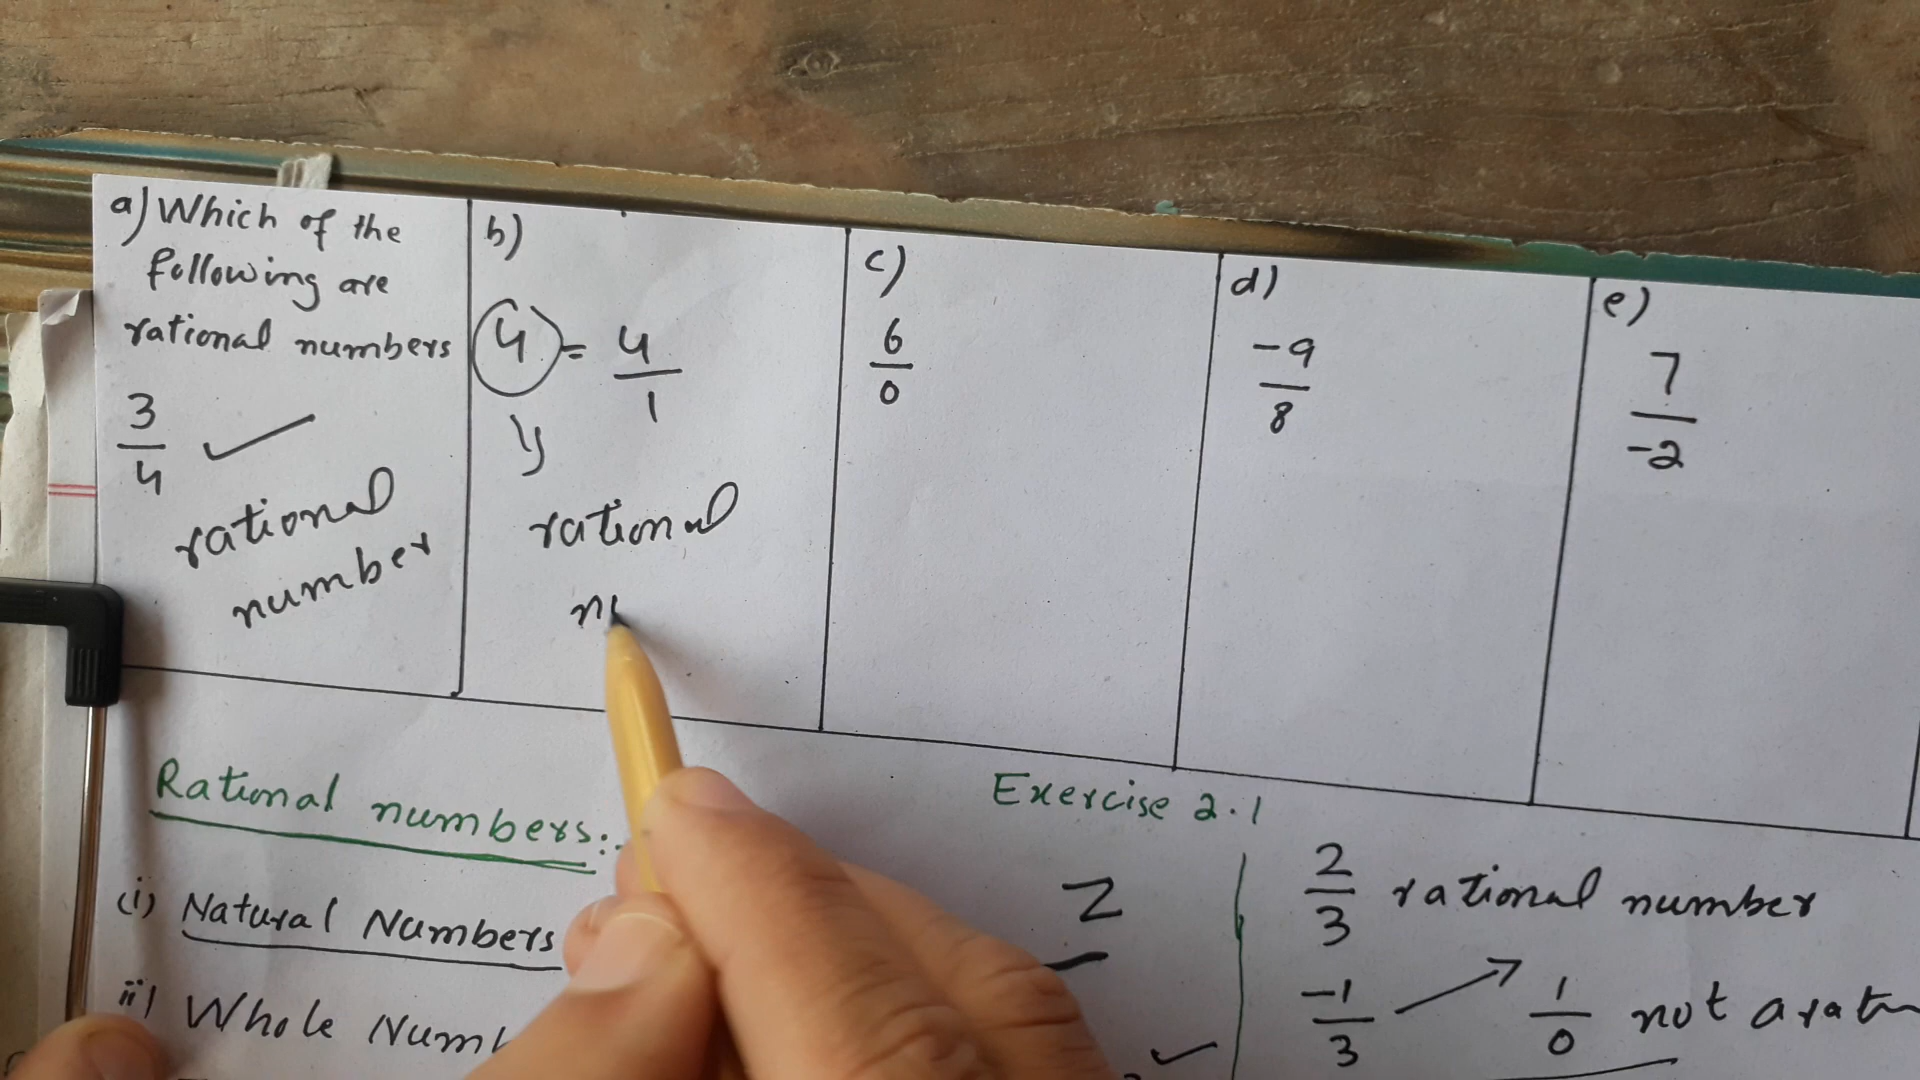 a) Which of the
following are
rational numbers
3
4
rational
number
b)
4 = 4
1
rational
c)
6
0
d)
-9
8
e)
7
-2
Rational numbers:-
Exercise 2.1
(i) Natural Numbers
ii) Whole
Z
2
3
rational number
-1
3
1
0
not a